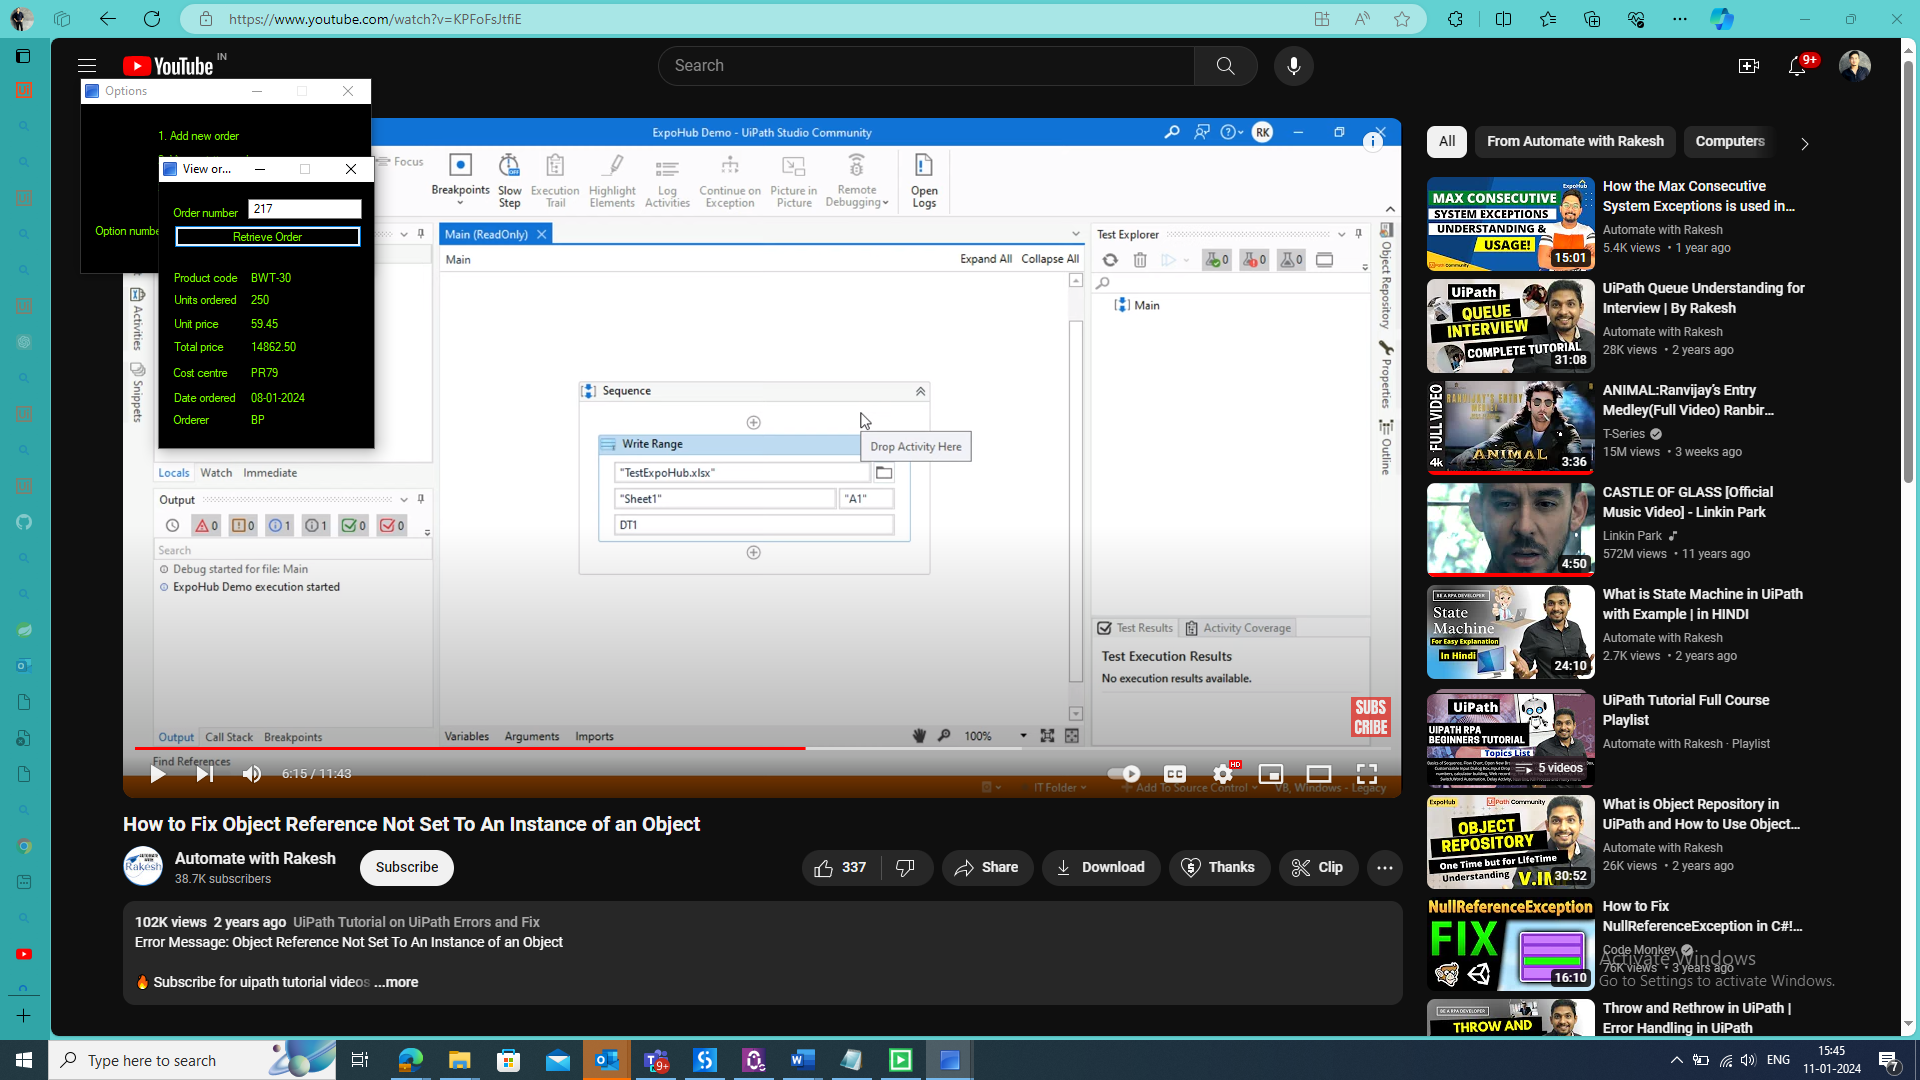 https://www.youtube.com/watch?v=KPFoFsJtfiE
YouTube IN
Search
9+
Options
1. Add new order
Option numbe
View or...
Order number 217
Retrieve Order
Product code BWT-30
Units ordered 250
Unit price 59.45
Total price 14862.50
Cost centre PR79
Date ordered 08-01-2024
Orderer BP
ExpoHub Demo - UiPath Studio Community
RK
Focus
Breakpoints
Slow Step
Execution Trail
Highlight Elements
Log Activities
Continue on Exception
Picture in Picture
Remote Debugging
Open Logs
Main (ReadOnly)
Main
Expand All Collapse All
Activities
Snippets
Sequence
Write Range
Drop Activity Here
"TestExpoHub.xlsx"
"Sheet1" "A1"
DT1
Locals Watch Immediate
Output
0 0 1 1 0 0
Search
Debug started for file: Main
ExpoHub Demo execution started
Output Call Stack Breakpoints
Find References
Variables Arguments Imports
100%
Test Explorer
0 0 0
Main
Object Repository
Properties
Outline
Test Results Activity Coverage
Test Execution Results
No execution results available.
SUBS
CRIBE
6:15 / 11:43
CC
HD
IT Folder
Add To Source Control
VB, Windows - Legacy
How to Fix Object Reference Not Set To An Instance of an Object
Automate with Rakesh
38.7K subscribers
Subscribe
337
Share
Download
Thanks
Clip
102K views 2 years ago UiPath Tutorial on UiPath Errors and Fix
Error Message: Object Reference Not Set To An Instance of an Object
🔥 Subscribe for uipath tutorial videos ...more
All From Automate with Rakesh Computers
ExpoHub
MAX CONSECUTIVE
SYSTEM EXCEPTIONS
UNDERSTANDING &
USAGE!
15:01
How the Max Consecutive
System Exceptions is used in...
Automate with Rakesh
5.4K views • 1 year ago
UiPath
QUEUE
INTERVIEW
COMPLETE TUTORIAL
31:08
UiPath Queue Understanding for
Interview | By Rakesh
Automate with Rakesh
28K views • 2 years ago
FULL VIDEO
4k
RANVIJAY'S ENTRY
MEDLEY
ANIMAL
3:36
ANIMAL:Ranvijay's Entry
Medley(Full Video) Ranbir...
T-Series
15M views • 3 weeks ago
4:50
CASTLE OF GLASS [Official
Music Video] - Linkin Park
Linkin Park
572M views • 11 years ago
BE A RPA DEVELOPER
State
Machine
For Easy Explanation
In Hindi
24:10
What is State Machine in UiPath
with Example | in HINDI
Automate with Rakesh
2.7K views • 2 years ago
UiPath
UIPATH RPA
BEGINNERS TUTORIAL
Topics List
5 videos
UiPath Tutorial Full Course
Playlist
Automate with Rakesh · Playlist
ExpoHub
UiPath Community
OBJECT
REPOSITORY
One Time but for LifeTime
Understanding
V.IM
30:52
What is Object Repository in
UiPath and How to Use Object...
Automate with Rakesh
26K views • 2 years ago
NullReferenceException
FIX
16:10
How to Fix
NullReferenceException in C#!...
Code Monkey
76K views • 3 years ago
Activate Windows
Go to Settings to activate Windows.
BE A RPA DEVELOPER
THROW AND
Throw and Rethrow in UiPath |
Error Handling in UiPath
Type here to search
9+
ENG
15:45
11-01-2024
7